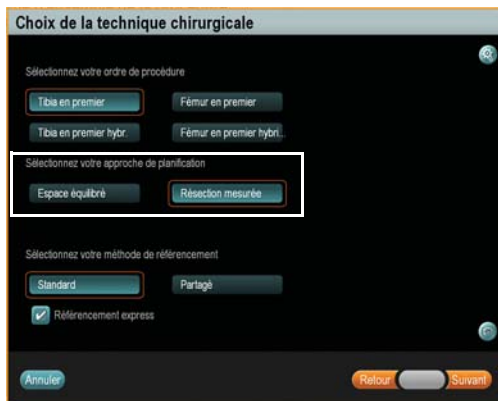 Choix de la technique chirurgicale
Sélectionnez votre ordre de procédure
Tibia en premier Fémur en premier
Tibia en premier hybr. Fémur en premier hybri...
Sélectionnez votre approche de planification
Espace équilibré Résection mesurée
Sélectionnez votre méthode de référencement
Standard Partagé
Référencement express
Annuler Retour Suivant